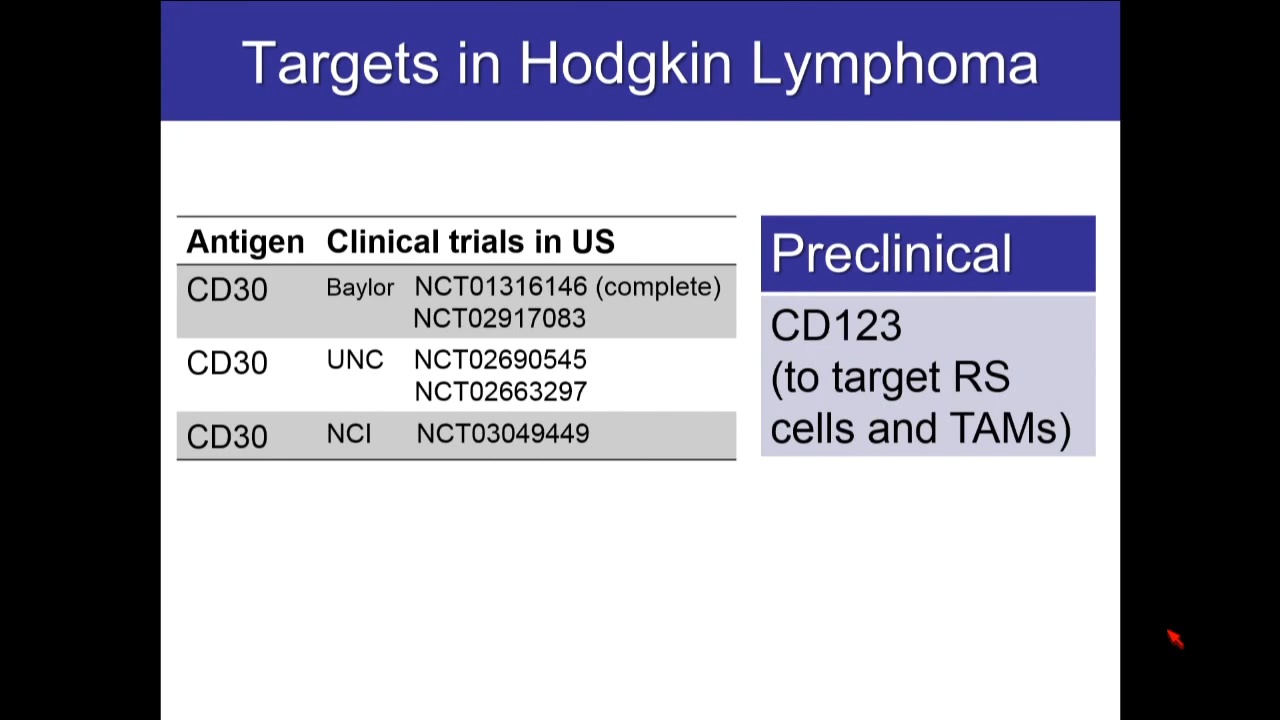 Targets in Hodgkin Lymphoma
Antigen Clinical trials in US
CD30 Baylor NCT01316146 (complete)
NCT02917083
CD30 UNC NCT02690545
NCT02663297
CD30 NCI NCT03049449
Preclinical
CD123
(to target RS
cells and TAMs)